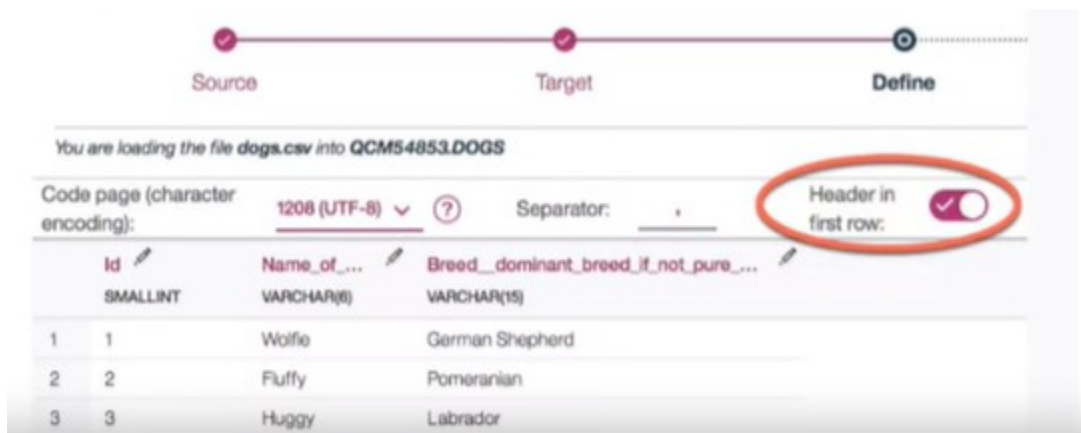 Source Target Define
You are loading the file dogs.csv into QCM54853.DOGS
Code page (character encoding): 1208 (UTF-8) ? Separator: , Header in first row:
Id Name_of_... Breed__dominant_breed_if_not_pure_...
SMALLINT VARCHAR(6) VARCHAR(15)
1 1 Wolfie German Shepherd
2 2 Fluffy Pomeranian
3 3 Huggy Labrador